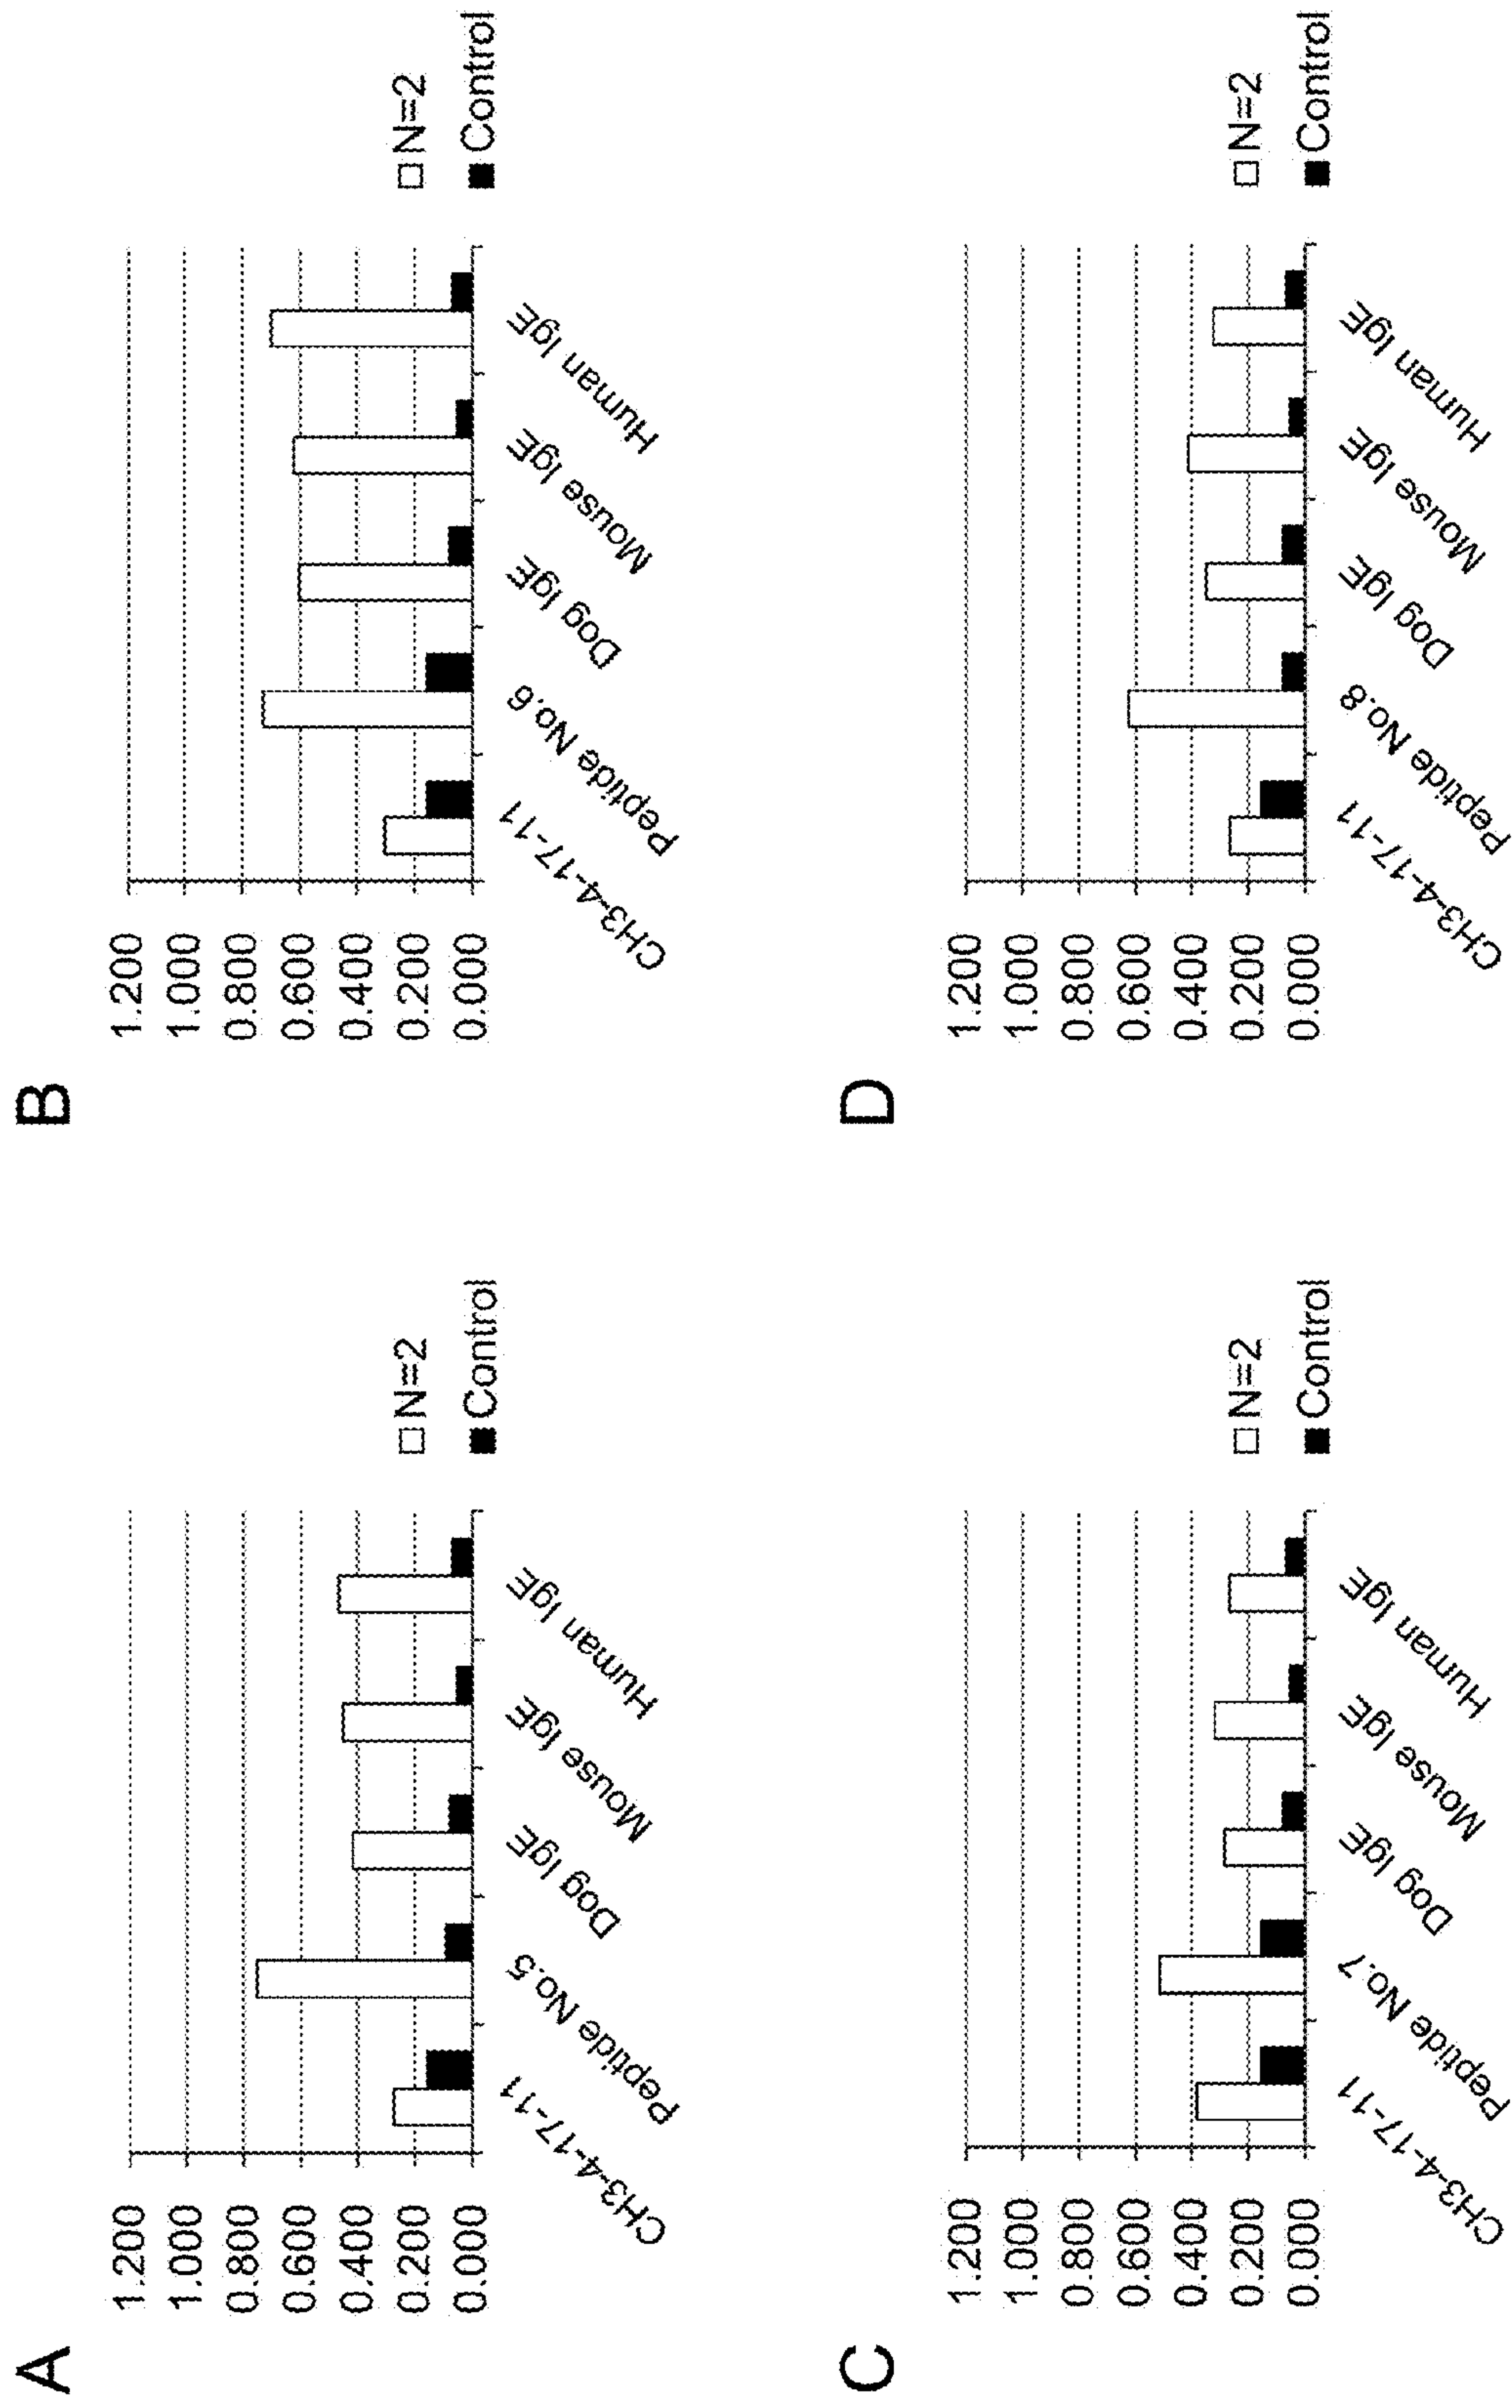 A
1.200
1.000
0.800
0.600
0.400
0.200
0.000
CH3-4-17-11
Peptide No.5
Dog IgE
Mouse IgE
Human IgE
N=2
Control
B
1.200
1.000
0.800
0.600
0.400
0.200
0.000
CH3-4-17-11
Peptide No.6
Dog IgE
Mouse IgE
Human IgE
N=2
Control
C
1.200
1.000
0.800
0.600
0.400
0.200
0.000
CH3-4-17-11
Peptide No.7
Dog IgE
Mouse IgE
Human IgE
N=2
Control
D
1.200
1.000
0.800
0.600
0.400
0.200
0.000
CH3-4-17-11
Peptide No.8
Dog IgE
Mouse IgE
Human IgE
N=2
Control